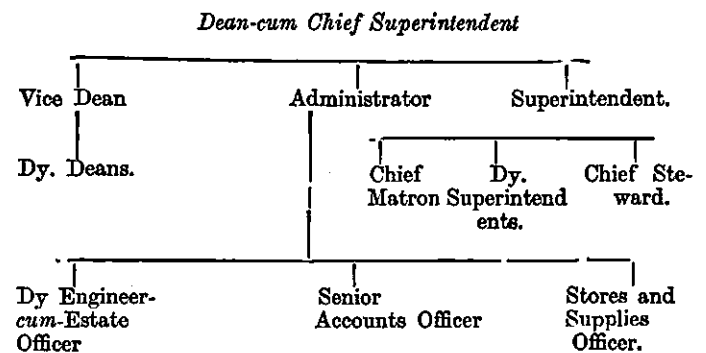 Dean-cum Chief Superintendent
Vice Dean Administrator Superintendent.
Dy. Deans.
Chief Dy. Chief Ste-
Matron Superintend ward.
ents.
Dy Engineer- Senior Stores and
cum-Estate Accounts Officer Supplies
Officer Officer.